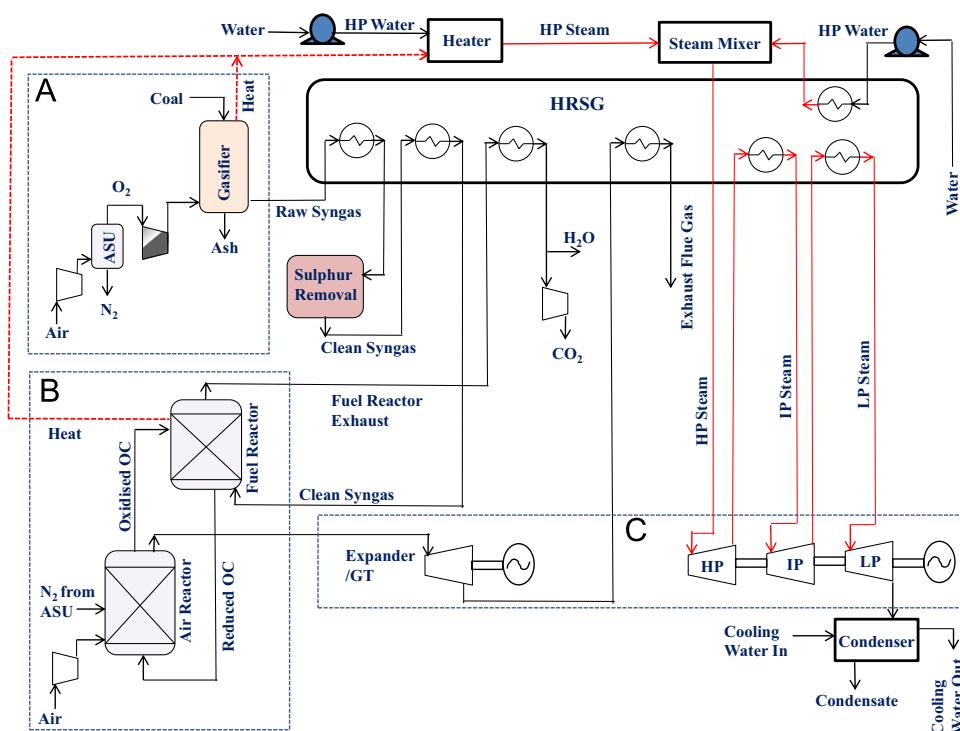 Water
HP Water
Heater
HP Steam
Steam Mixer
HP Water
Water
A
Coal
Heat
Gasifier
O2
ASU
N2
Air
Ash
Raw Syngas
HRSG
Sulphur
Removal
Clean Syngas
H2O
CO2
Exhaust Flue Gas
HP Steam
IP Steam
LP Steam
B
Heat
Fuel Reactor
Exhaust
Fuel Reactor
Oxidised OC
Clean Syngas
Reduced OC
Air Reactor
N2 from
ASU
Air
C
Expander
/GT
HP
IP
LP
Cooling
Water In
Condenser
Condensate
Cooling
Water Out